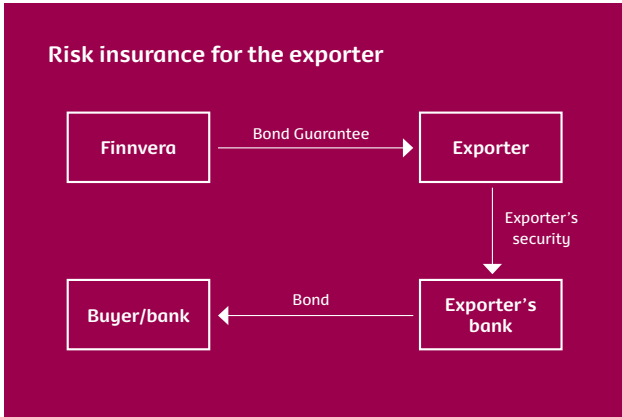 Risk insurance for the exporter
Finnvera
Bond Guarantee
Exporter
Exporter's
security
Buyer/bank
Bond
Exporter's
bank